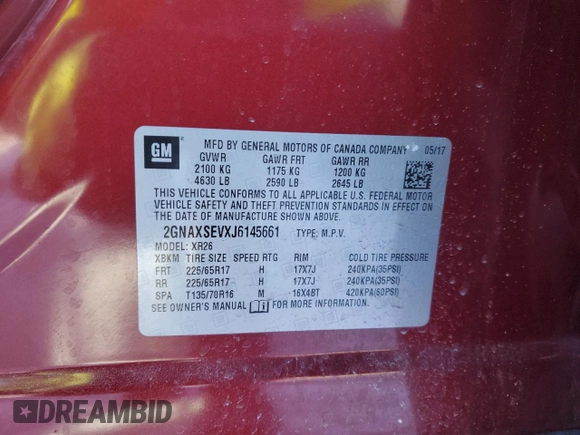 GM
MFD BY GENERAL MOTORS OF CANADA COMPANY 05/17
GVWR GAWR FRT GAWR RR
2100 KG 1175 KG 1200 KG
4630 LB 2590 LB 2645 LB
THIS VEHICLE CONFORMS TO ALL APPLICABLE U.S. FEDERAL MOTOR
VEHICLE SAFETY AND THEFT PREVENTION STANDARDS IN EFFECT ON
THE DATE OF MANUFACTURE SHOWN ABOVE.
2GNAXSEVXJ6145661 TYPE: M.P.V.
MODEL: XR26
XBKM TIRE SIZE SPEED RTG RIM COLD TIRE PRESSURE
FRT 225/65R17 H 17X7J 240KPA(35PSI)
RR 225/65R17 H 17X7J 240KPA(35PSI)
SPA T135/70R16 M 16X4BT 420KPA(60PSI)
SEE OWNER'S MANUAL FOR MORE INFORMATION
DREAMBID